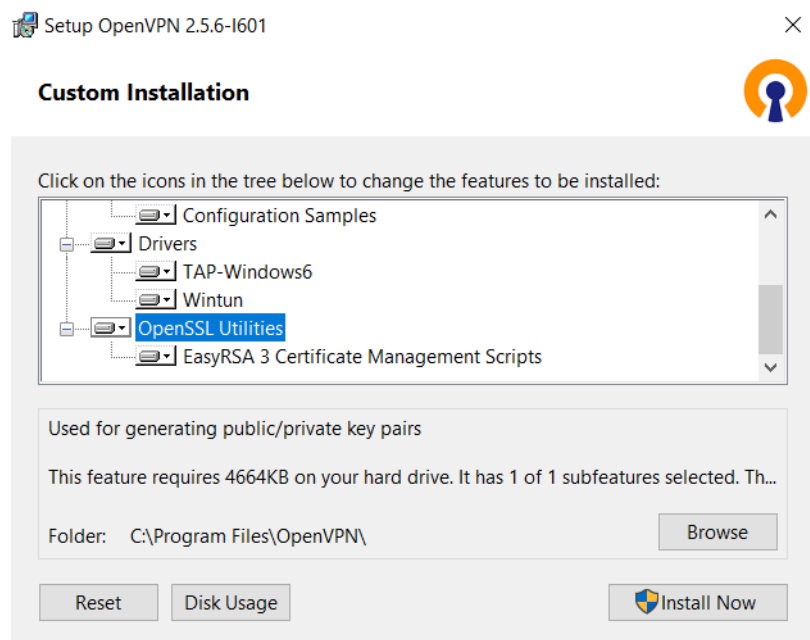 Setup OpenVPN 2.5.6-I601
Custom Installation
Click on the icons in the tree below to change the features to be installed:
Configuration Samples
Drivers
TAP-Windows6
Wintun
OpenSSL Utilities
EasyRSA 3 Certificate Management Scripts
Used for generating public/private key pairs
This feature requires 4664KB on your hard drive. It has 1 of 1 subfeatures selected. Th...
Folder: C:\Program Files\OpenVPN\
Browse
Reset Disk Usage Install Now